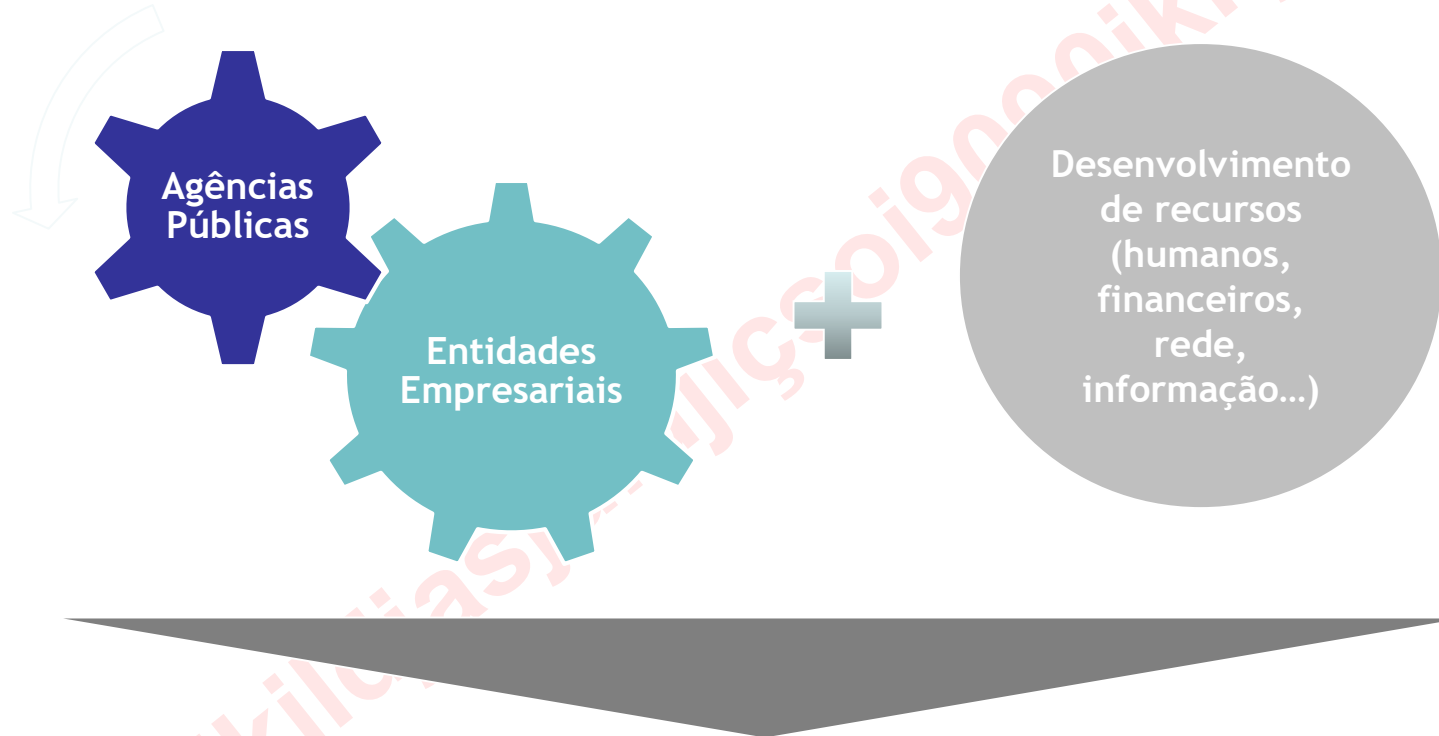 Agências
Públicas
Entidades
Empresariais
Desenvolvimento
de recursos
(humanos,
financeiros,
rede,
informação…)